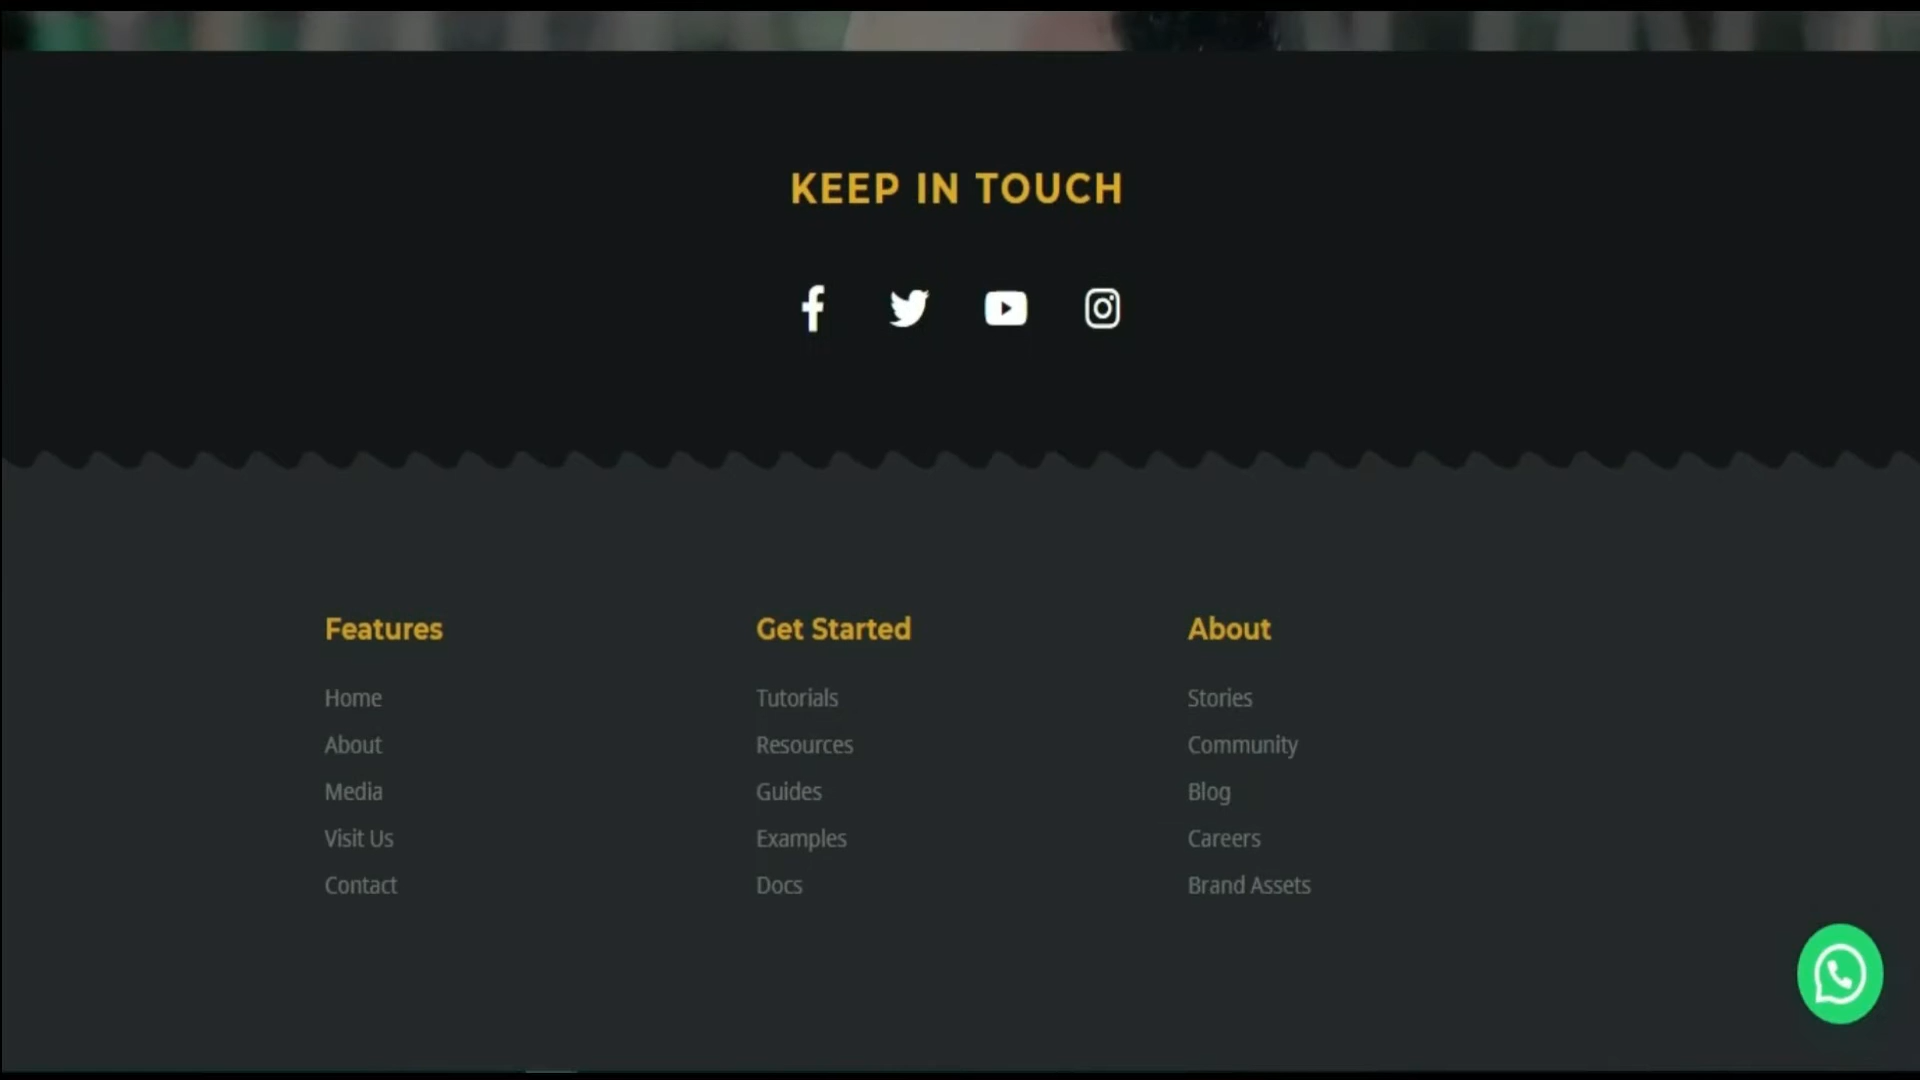 KEEP IN TOUCH
Features
Home
About
Media
Visit Us
Contact
Get Started
Tutorials
Resources
Guides
Examples
Docs
About
Stories
Community
Blog
Careers
Brand Assets